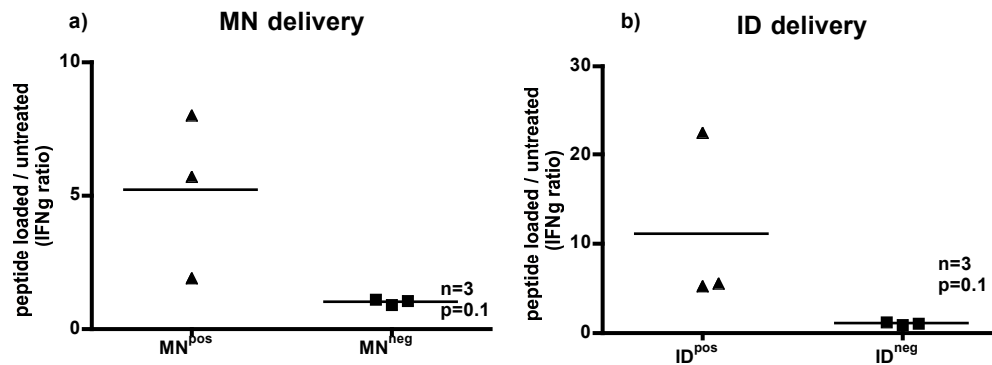 a)
MN delivery
peptide loaded / untreated
(IFNg ratio)
10
5
0
n=3
p=0.1
MNpos
MNneg
b)
ID delivery
peptide loaded / untreated
(IFNg ratio)
30
20
10
0
n=3
p=0.1
IDpos
IDneg